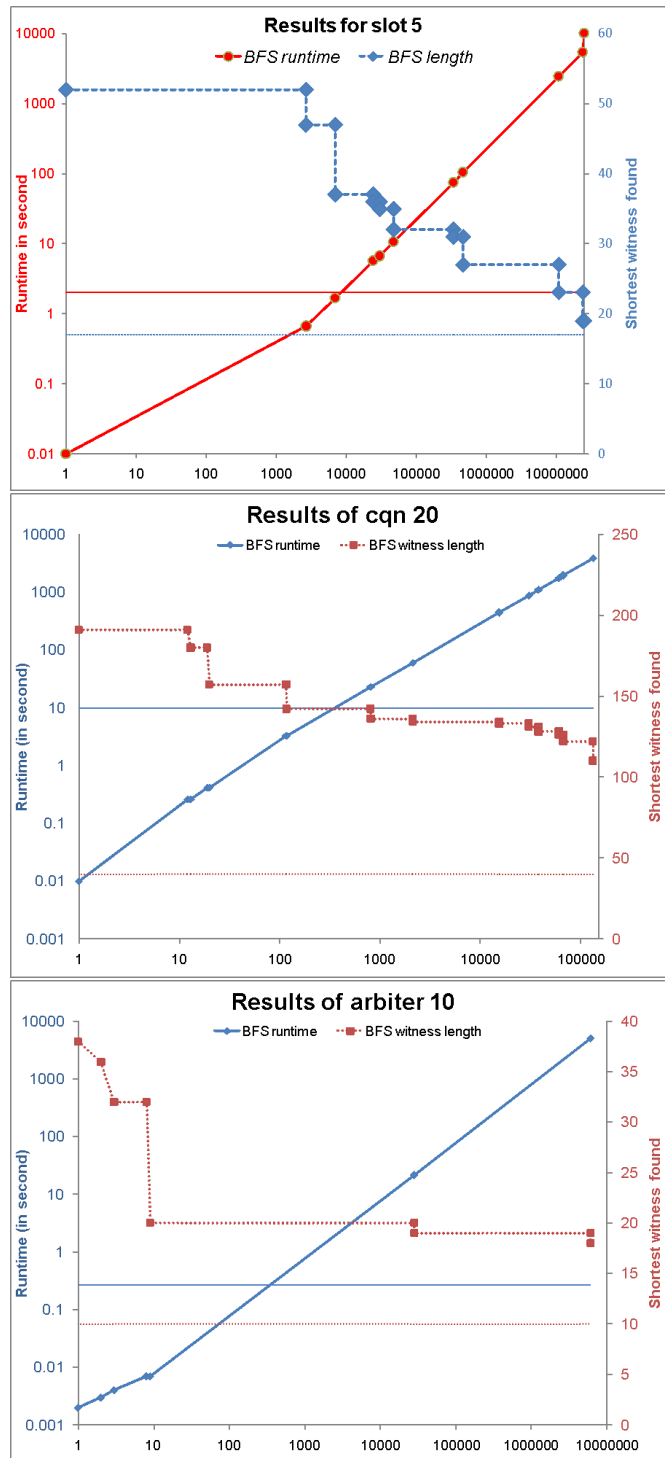 Results for slot 5
BFS runtime
BFS length
10000
1000
100
10
1
0.1
0.01
Runtime in second
60
50
40
30
20
10
0
Shortest witness found
1 10 100 1000 10000 100000 1000000 10000000
Results of cqn 20
BFS runtime
BFS witness length
10000
1000
100
10
1
0.1
0.01
0.001
Runtime (in second)
250
200
150
100
50
0
Shortest witness found
1 10 100 1000 10000 100000
Results of arbiter 10
BFS runtime
BFS witness length
10000
1000
100
10
1
0.1
0.01
0.001
Runtime (in second)
40
35
30
25
20
15
10
5
0
Shortest witness found
1 10 100 1000 10000 100000 1000000 10000000